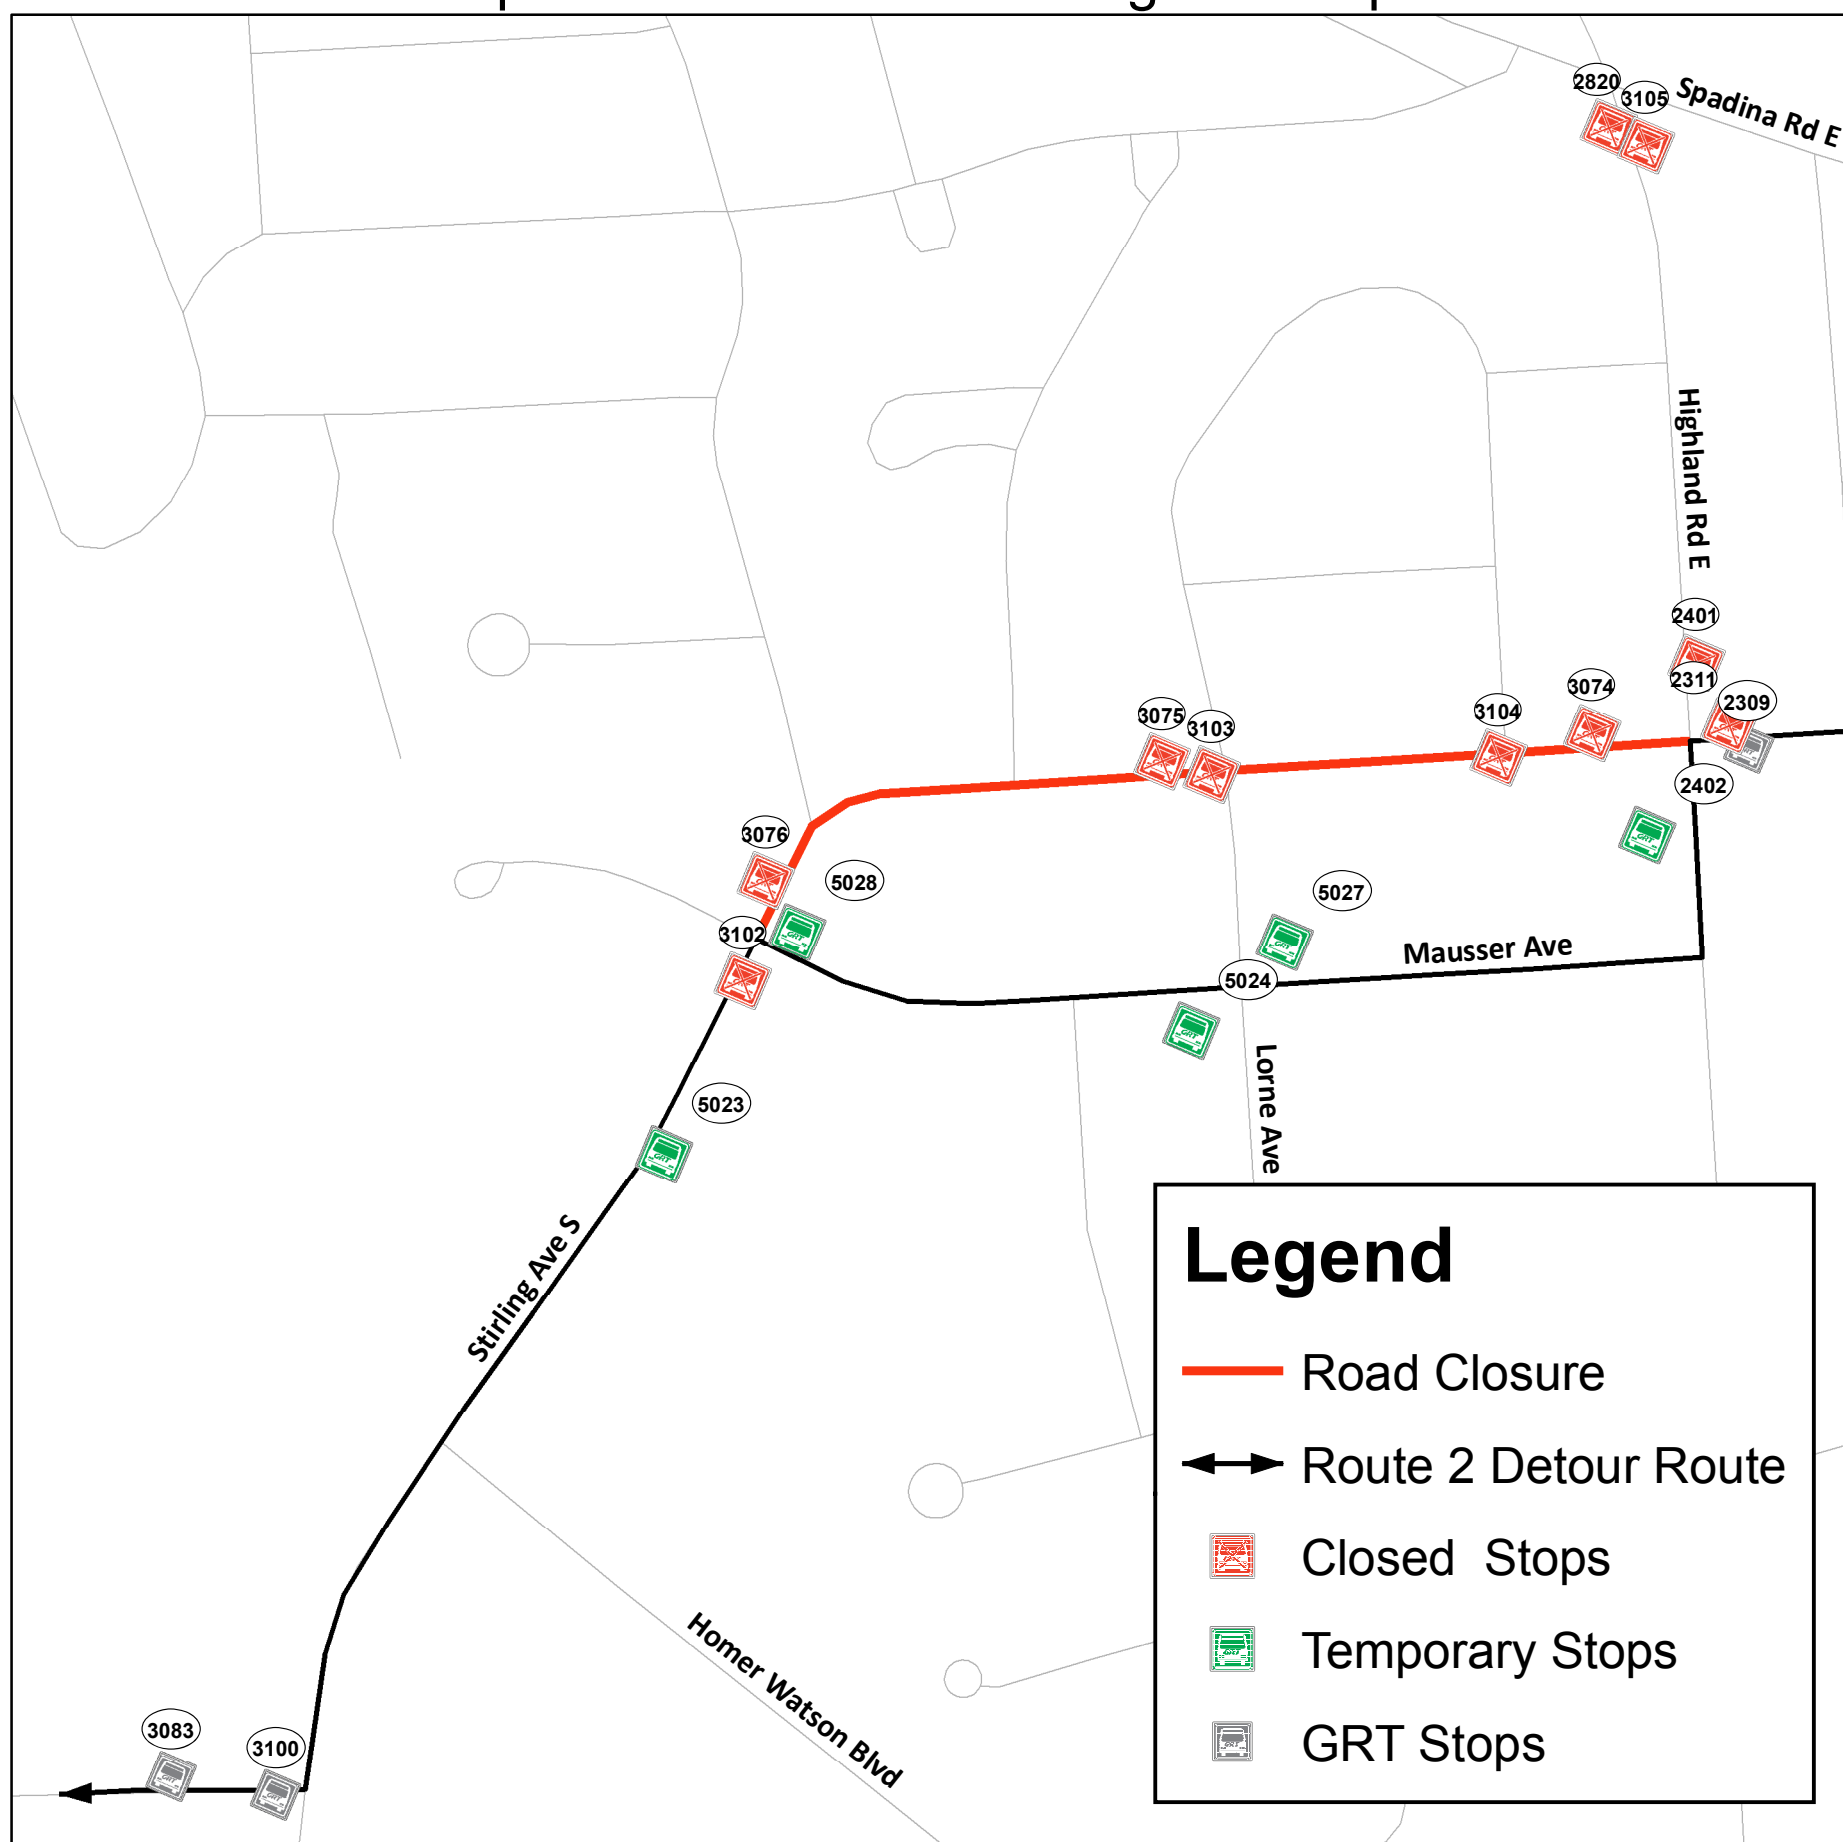 2820
3105
Spadina Rd E
Highland Rd E
2401
2311
2309
3074
3104
3075
3103
2402
3076
5028
5027
3102
Mausser Ave
5024
Lorne Ave
5023
Stirling Ave S
Homer Watson Blvd
3083
3100
Legend
Road Closure
Route 2 Detour Route
Closed Stops
Temporary Stops
GRT Stops